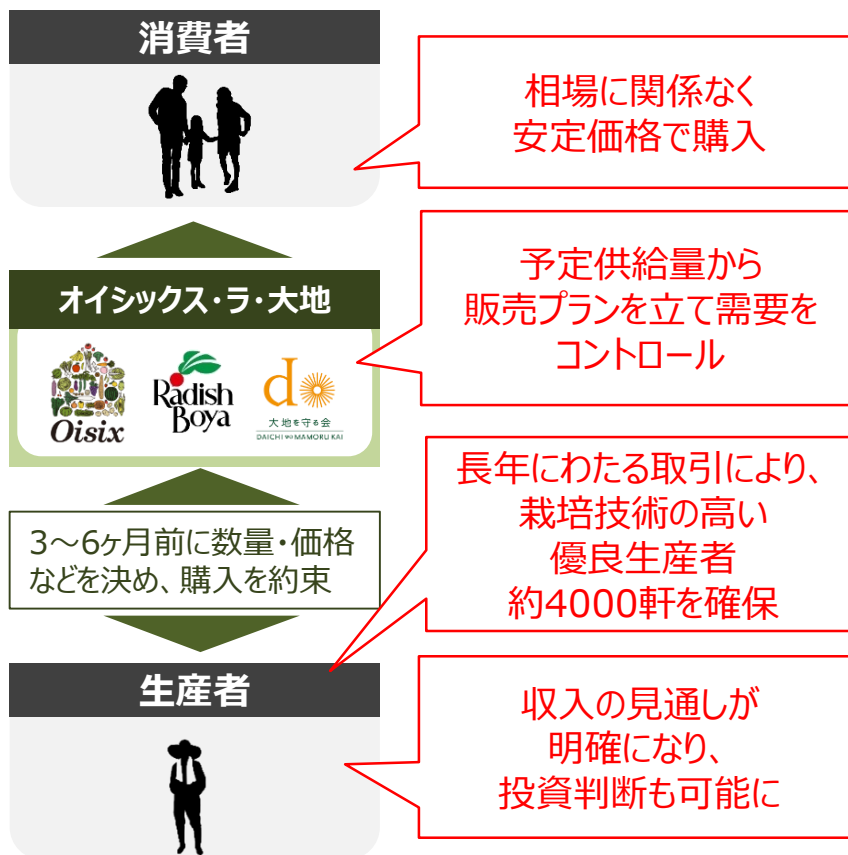 消費者
相場に関係なく
安定価格で購入
オイシックス・ラ・大地
Oisix
Radish
Boya
do
大地を守る会
DAICHI WO MAMORU KAI
予定供給量から
販売プランを立て需要を
コントロール
3～6ヶ月前に数量・価格
などを決め、購入を約束
長年にわたる取引により、
栽培技術の高い
優良生産者
約4000軒を確保
生産者
収入の見通しが
明確になり、
投資判断も可能に